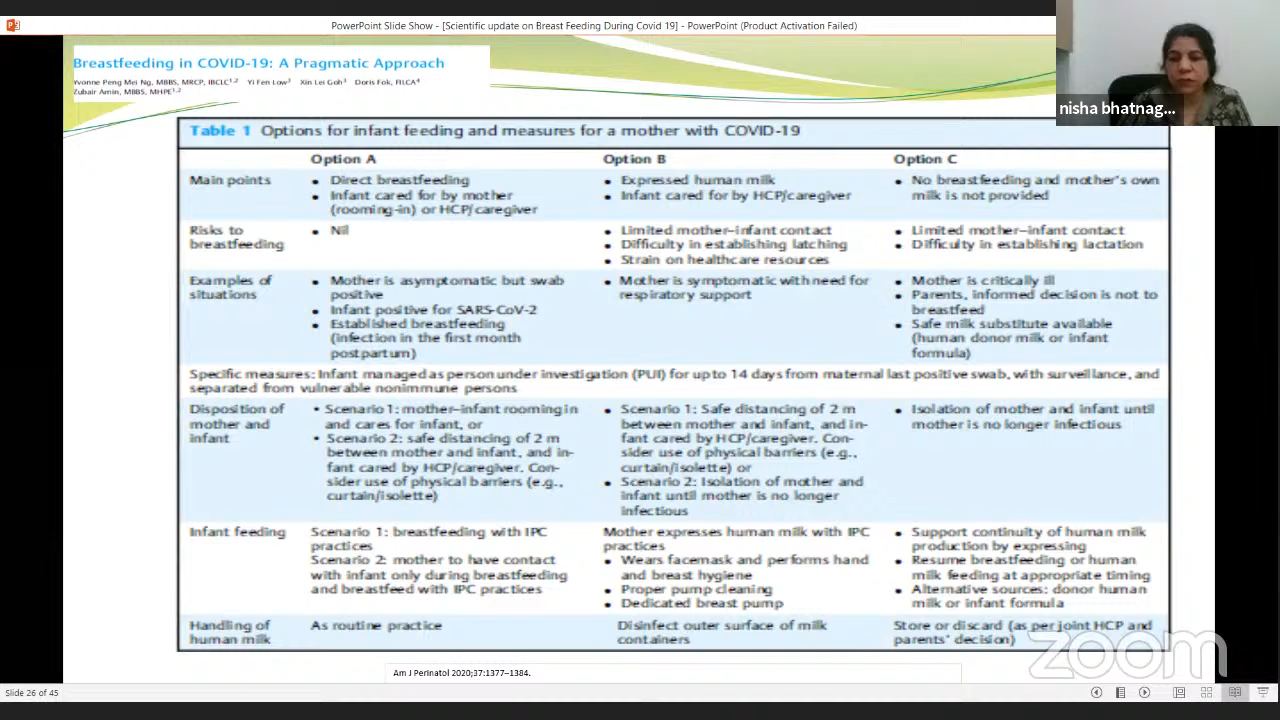 PowerPoint Slide Show - [Scientific update on Breast Feeding During Covid 19] - PowerPoint (Product Activation Failed)
nisha bhatnag...
Breastfeeding in COVID-19: A Pragmatic Approach
Yvonne Peng Mei Ng, MBBS, MRCP, IBCLC1,2 Yi Fen Low3 Xin Lei Goh3 Doris Fok, FILCA4
Zubair Amin, MBBS, MHPE1,2
Table 1 Options for infant feeding and measures for a mother with COVID-19
Option A Option B Option C
Main points
• Direct breastfeeding
• Infant cared for by mother
(rooming-in) or HCP/caregiver
• Expressed human milk
• Infant cared for by HCP/caregiver
• No breastfeeding and mother's own
milk is not provided
Risks to
breastfeeding
• Nil
• Limited mother–infant contact
• Difficulty in establishing latching
• Strain on healthcare resources
• Limited mother–infant contact
• Difficulty in establishing lactation
Examples of
situations
• Mother is asymptomatic but swab
positive
• Infant positive for SARS-CoV-2
• Established breastfeeding
(infection in the first month
postpartum)
• Mother is symptomatic with need for
respiratory support
• Mother is critically ill
• Parents, informed decision is not to
breastfeed
• Safe milk substitute available
(human donor milk or infant
formula)
Specific measures: Infant managed as person under investigation (PUI) for up to 14 days from maternal last positive swab, with surveillance, and
separated from vulnerable nonimmune persons
Disposition of
mother and
infant
• Scenario 1: mother–infant rooming in
and cares for infant, or
• Scenario 2: safe distancing of 2 m
between mother and infant, and in-
fant cared by HCP/caregiver. Con-
sider use of physical barriers (e.g.,
curtain/isolette)
• Scenario 1: Safe distancing of 2 m
between mother and infant, and in-
fant cared by HCP/caregiver. Con-
sider use of physical barriers (e.g.,
curtain/isolette) or
• Scenario 2: Isolation of mother and
infant until mother is no longer
infectious
• Isolation of mother and infant until
mother is no longer infectious
Infant feeding
Scenario 1: breastfeeding with IPC
practices
Scenario 2: mother to have contact
with infant only during breastfeeding
and breastfeed with IPC practices
Mother expresses human milk with IPC
practices
• Wears facemask and performs hand
and breast hygiene
• Proper pump cleaning
• Dedicated breast pump
• Support continuity of human milk
production by expressing
• Resume breastfeeding or human
milk feeding at appropriate timing
• Alternative sources: donor human
milk or infant formula
Handling of
human milk
As routine practice
Disinfect outer surface of milk
containers
Store or discard (as per joint HCP and
parents' decision)
zoom
Am J Perinatol 2020;37:1377–1384.
Slide 26 of 45